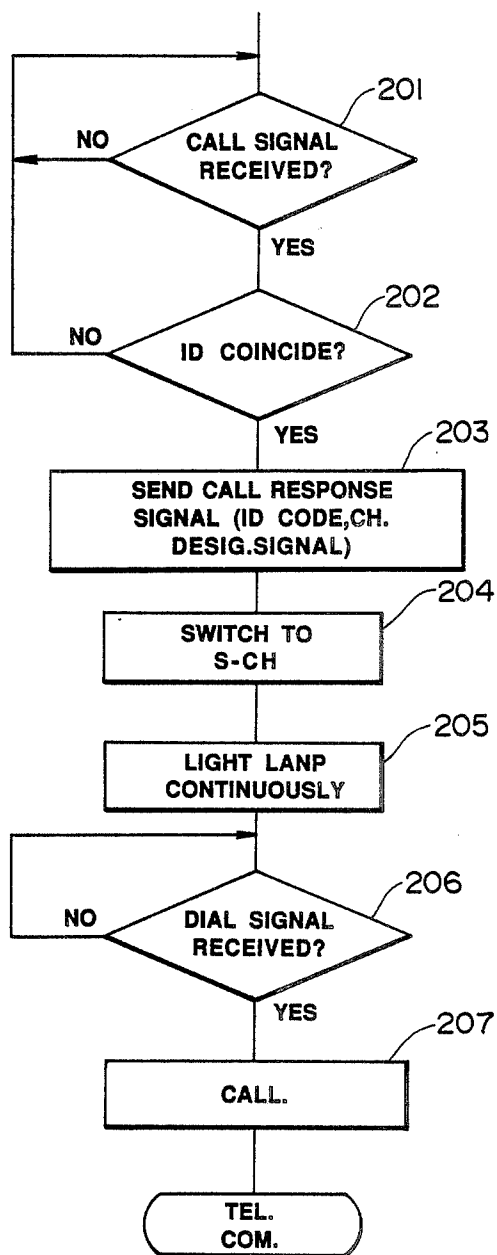 201
NO
CALL SIGNAL
RECEIVED?
YES
202
NO
ID COINCIDE?
YES
203
SEND CALL RESPONSE
SIGNAL (ID CODE,CH.
DESIG.SIGNAL)
204
SWITCH TO
S-CH
205
LIGHT LANP
CONTINUOUSLY
206
NO
DIAL SIGNAL
RECEIVED?
YES
207
CALL.
TEL.
COM.